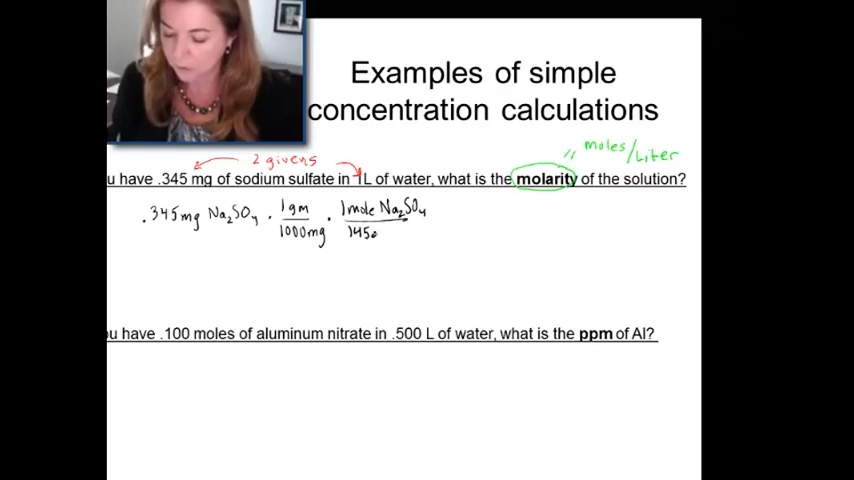 Examples of simple
concentration calculations
2 givens
" moles/Liter
u have .345 mg of sodium sulfate in 1L of water, what is the molarity of the solution?
.345mg Na₂SO₄ · 1gm/1000mg · 1mole Na₂SO₄/145
ou have .100 moles of aluminum nitrate in .500 L of water, what is the ppm of Al?